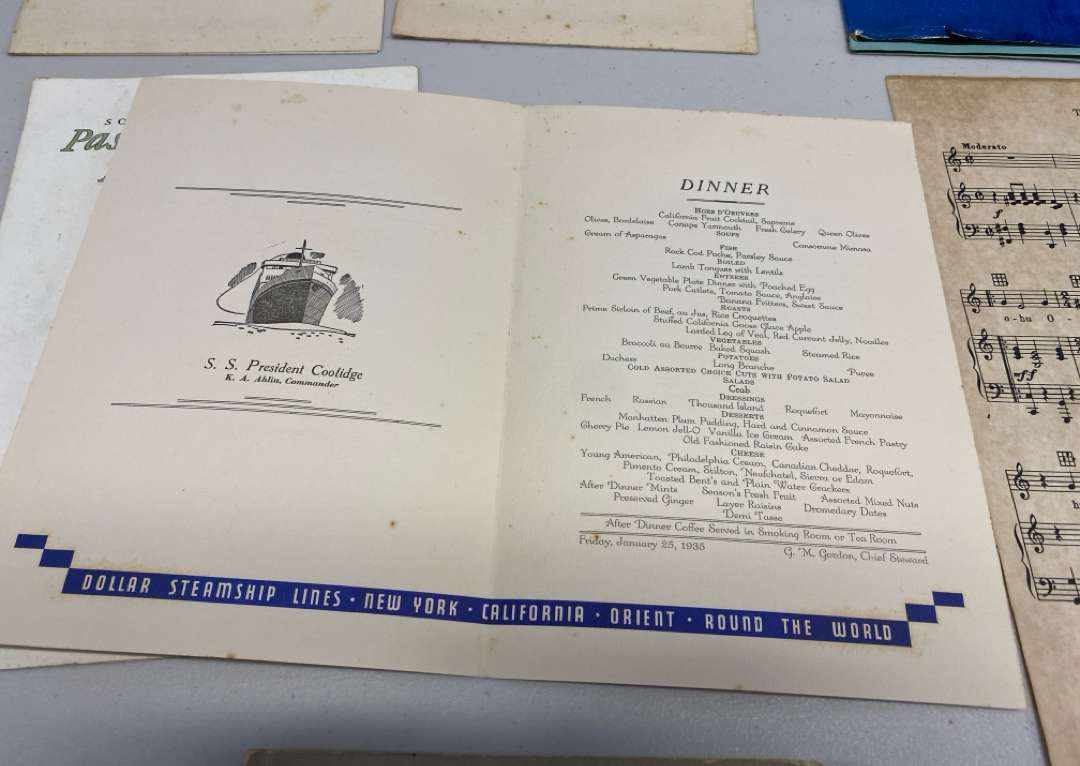 S. S. President Coolidge
K. A. Ahlin, Commander
DINNER
HORS D'OEUVRES
California Fruit Cocktail, Supreme
Olives, Bordelaise Canape Yarmouth Fresh Celery Queen Olives
SOUPS
Cream of Asparagus Consomme Mimosa
FISH
Rock Cod Poche, Parsley Sauce
BOILED
Lamb Tongues with Lentils
ENTREES
Green Vegetable Plate Dinner with Poached Egg
Pork Cutlets, Tomato Sauce, Anglaise
Banana Fritters, Sweet Sauce
ROASTS
Prime Sirloin of Beef, au Jus, Rice Croquettes
Stuffed California Goose Glace Apple
Larded Leg of Veal, Red Currant Jelly, Noodles
VEGETABLES
Broccoli au Beurre Baked Squash Steamed Rice
POTATOES
Duchess Long Branche Puree
COLD ASSORTED CHOICE CUTS WITH POTATO SALAD
SALADS
Crab
DRESSINGS
French Russian Thousand Island Roquefort Mayonnaise
DESSERTS
Manhatten Plum Pudding, Hard and Cinnamon Sauce
Cherry Pie Lemon Jell-O Vanilla Ice Cream Assorted French Pastry
Old Fashioned Raisin Cake
CHEESE
Young American, Philadelphia Cream, Canadian Cheddar, Roquefort,
Pimento Cream, Stilton, Neufchatel, Sierra or Edam
Toasted Bent's and Plain Water Crackers
After Dinner Mints Season's Fresh Fruit Assorted Mixed Nuts
Preserved Ginger Layer Raisins Dromedary Dates
Demi Tasse
After Dinner Coffee Served in Smoking Room or Tea Room
Friday, January 25, 1935 G. M. Gordon, Chief Steward
DOLLAR STEAMSHIP LINES · NEW YORK · CALIFORNIA · ORIENT · ROUND THE WORLD
Moderato
o-hu O -